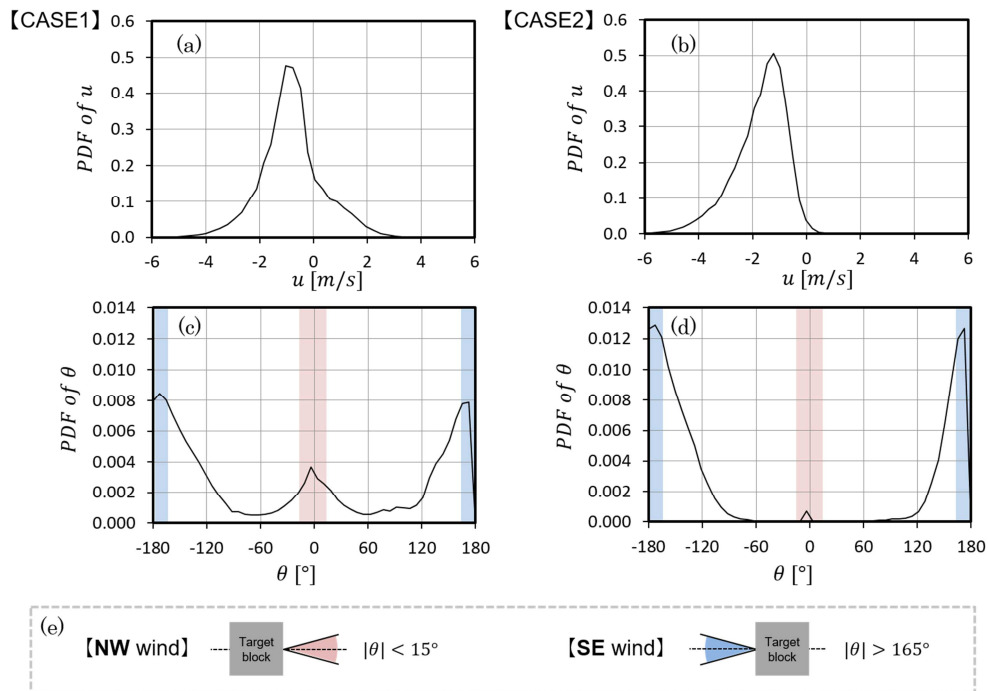 【CASE1】
(a)
PDF of u
0.6
0.5
0.4
0.3
0.2
0.1
0.0
-6 -4 -2 0 2 4 6
u [m/s]
【CASE2】
(b)
PDF of u
0.6
0.5
0.4
0.3
0.2
0.1
0.0
-6 -4 -2 0 2 4 6
u [m/s]
(c)
PDF of θ
0.014
0.012
0.010
0.008
0.006
0.004
0.002
0.000
-180 -120 -60 0 60 120 180
θ [°]
(d)
PDF of θ
0.014
0.012
0.010
0.008
0.006
0.004
0.002
0.000
-180 -120 -60 0 60 120 180
θ [°]
(e)
【NW wind】
Target
block
|θ| < 15°
【SE wind】
Target
block
|θ| > 165°